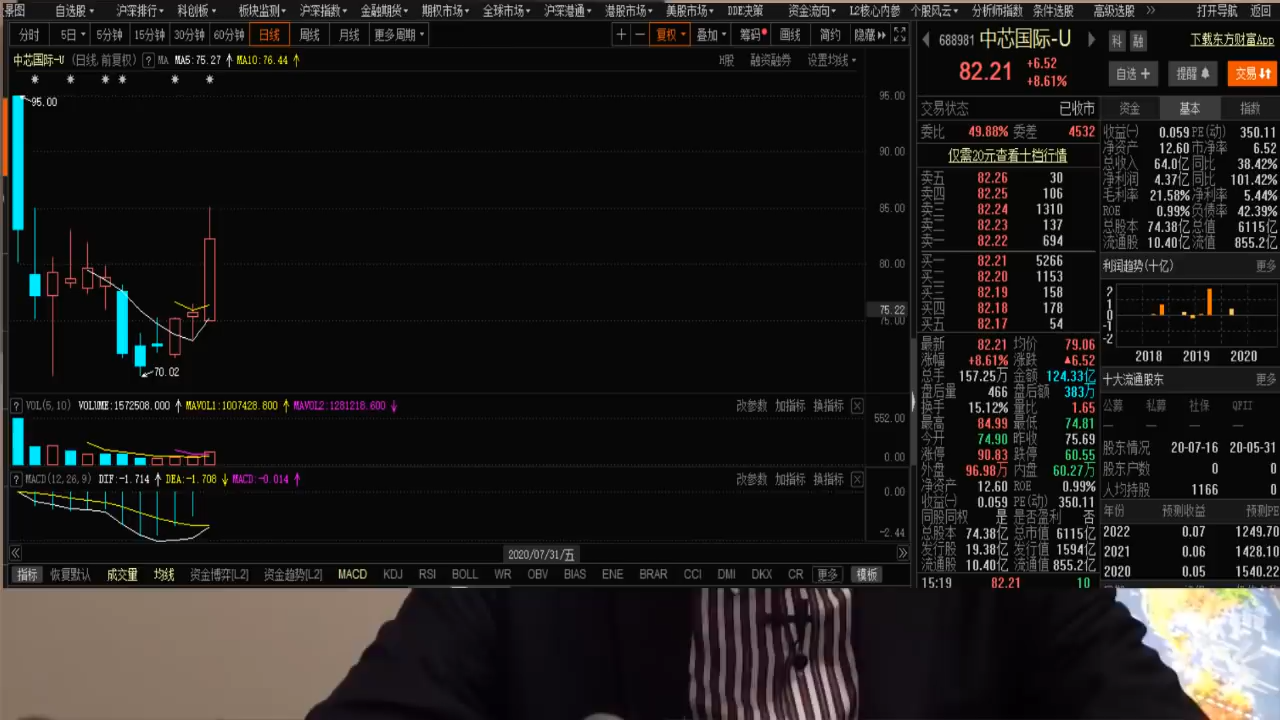 自选股 沪深排行 科创板 板块监测 沪深指数 金融期货 期权市场 全球市场 沪深港通 港股市场 美股市场 DDE决策 资金流向 L2核心内参 个股风云 分析师指数 条件选股 高级选股 打开导航 返回
分时 5日 5分钟 15分钟 30分钟 60分钟 日线 周线 月线 更多周期 复权 叠加 筹码 画线 简约 隐藏
中芯国际-U (日线,前复权) ? MA MA5:75.27 ↑ MA10:76.44 ↑ H股 融资融券 设置均线
95.00
70.02
95.00
90.00
85.00
80.00
75.22
75.00
? VOL(5,10) VOLUME:1572508.000 ↑ MAVOL1:1007428.800 ↑ MAVOL2:1281218.600 ↓ 改参数 加指标 换指标
552.00
0.00
? MACD(12,26,9) DIF:-1.714 ↑ DEA:-1.708 ↓ MACD:-0.014 ↑ 改参数 加指标 换指标
0.00
-2.44
2020/07/31/五
指标 恢复默认 成交量 均线 资金博弈[L2] 资金趋势[L2] MACD KDJ RSI BOLL WR OBV BIAS ENE BRAR CCI DMI DKX CR 更多 模板
688981 中芯国际-U 科 融 下载东方财富App
82.21 +6.52
+8.61%
自选 + 提醒 交易
交易状态 已收市
委比 49.88% 委差 4532
仅需20元查看十档行情
卖五 82.26 30
卖四 82.25 106
卖三 82.24 1310
卖二 82.23 137
卖一 82.22 694
买一 82.21 5266
买二 82.20 1153
买三 82.19 158
买四 82.18 178
买五 82.17 54
最新 82.21 均价 79.06
涨幅 +8.61% 涨跌 ▲6.52
总手 157.25万 金额 124.33亿
盘后量 466 盘后额 383万
换手 15.12% 量比 1.65
最高 84.99 最低 74.81
今开 74.90 昨收 75.69
涨停 90.83 跌停 60.55
外盘 96.98万 内盘 60.27万
净资产 12.60 ROE 0.99%
收益(一) 0.059 PE(动) 350.11
同股同权 是 是否盈利 否
总股本 74.38亿 总市值 6115亿
发行股 19.38亿 发行值 1594亿
流通股 10.40亿 流通值 855.2亿
15:19 82.21 10
资金 基本 指数
收益(一) 0.059 PE(动) 350.11
净资产 12.60 市净率 6.52
总收入 64.0亿 同比 38.42%
净利润 4.37亿 同比 101.42%
毛利率 21.58% 净利率 5.44%
ROE 0.99% 负债率 42.39%
总股本 74.38亿 总值 6115亿
流通股 10.40亿 流值 855.2亿
利润趋势(十亿) 更多
2
1
0
-1
-2
2018 2019 2020
十大流通股东 更多
公募 私募 社保 QFII
— — — —
股东情况 20-07-16 20-05-31
股东户数 0 0
人均持股 1166 0
年份 预测收益 预测PE
2022 0.07 1249.70
2021 0.06 1428.10
2020 0.05 1540.22